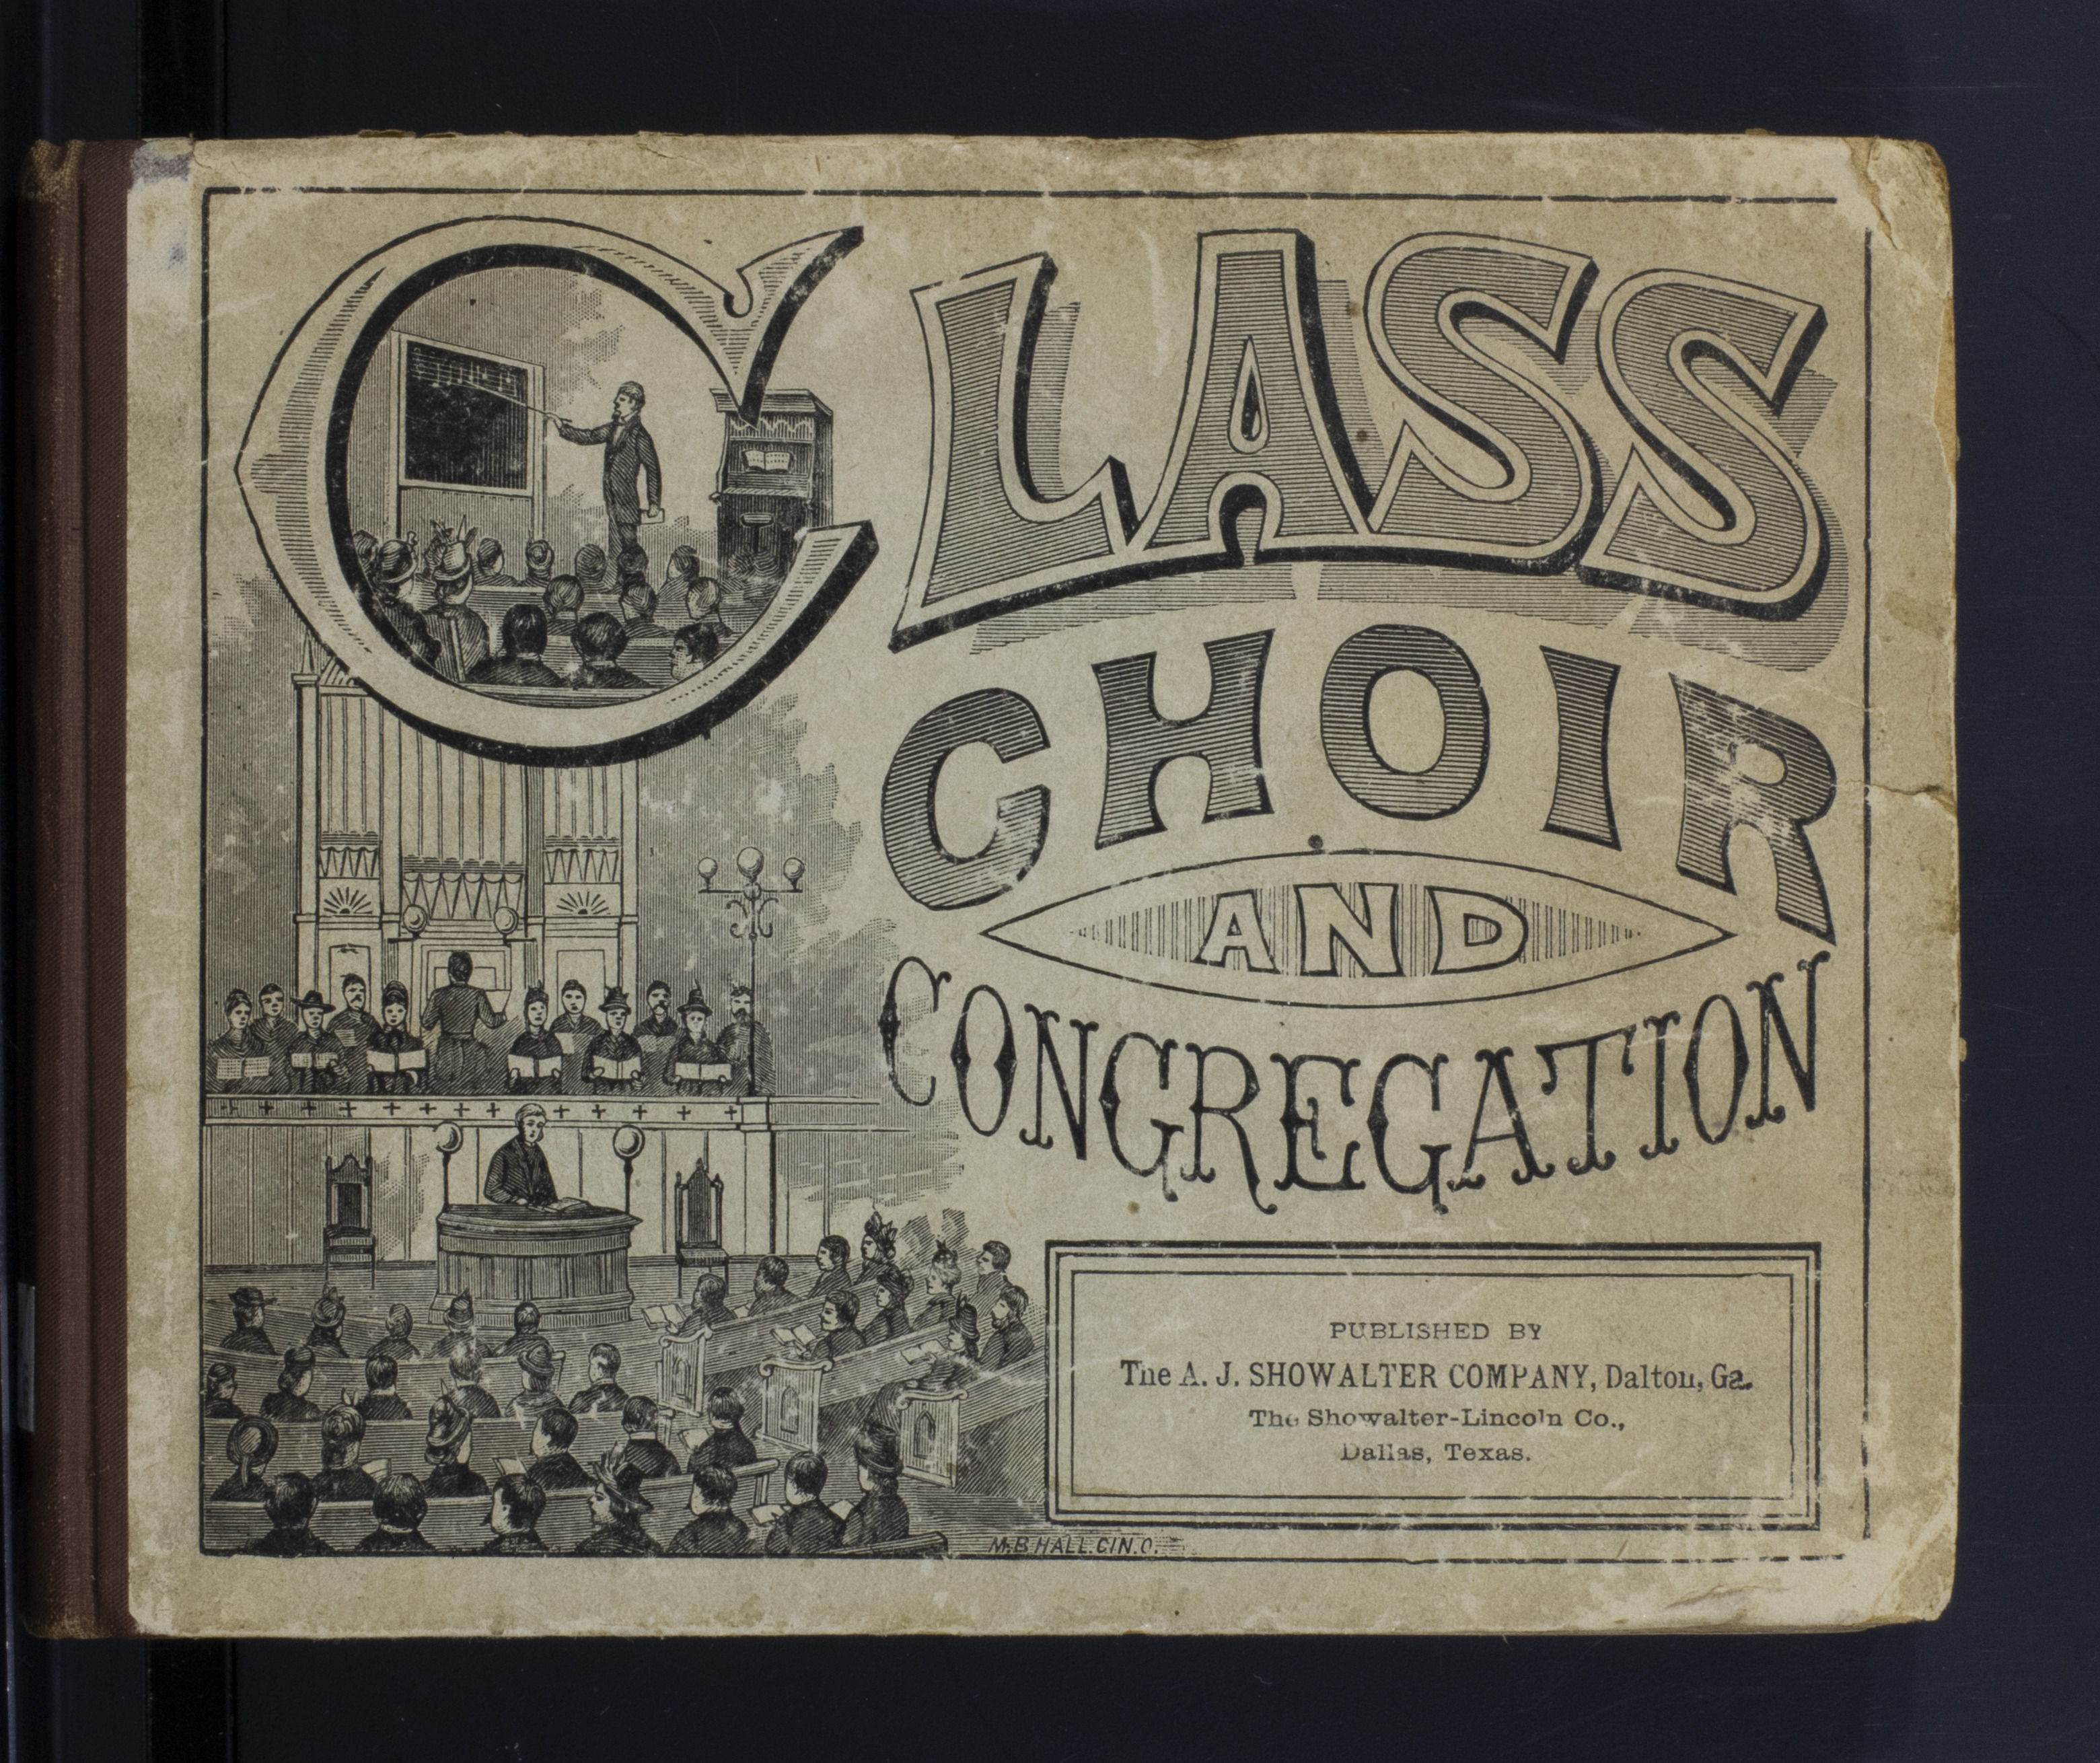 CLASS
CHOIR
AND
CONGREGATION
PUBLISHED BY
The A. J. SHOWALTER COMPANY, Dalton, Ga.
The Showalter-Lincoln Co.,
Dallas, Texas.
M.B HALL. CIN. O.